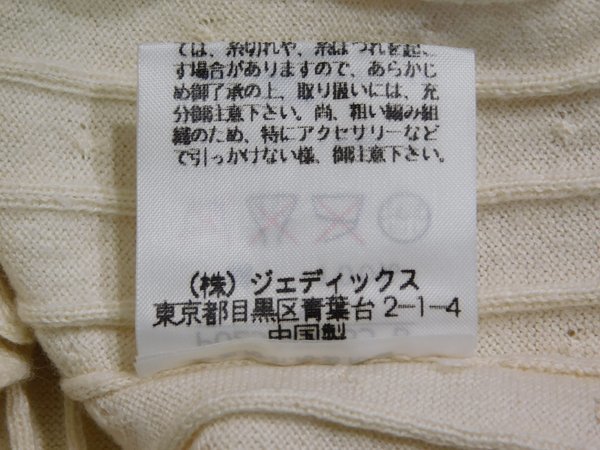 ては、糸切れや、糸ほつれを起こ
す場合がありますので、あらかじ
め御了承の上、取り扱いには、充
分御注意下さい。尚、粗い編み組
織のため、特にアクセサリーなど
で引っかけない様、御注意下さい。
(株) ジェディックス
東京都目黒区青葉台 2-1-4
中国製